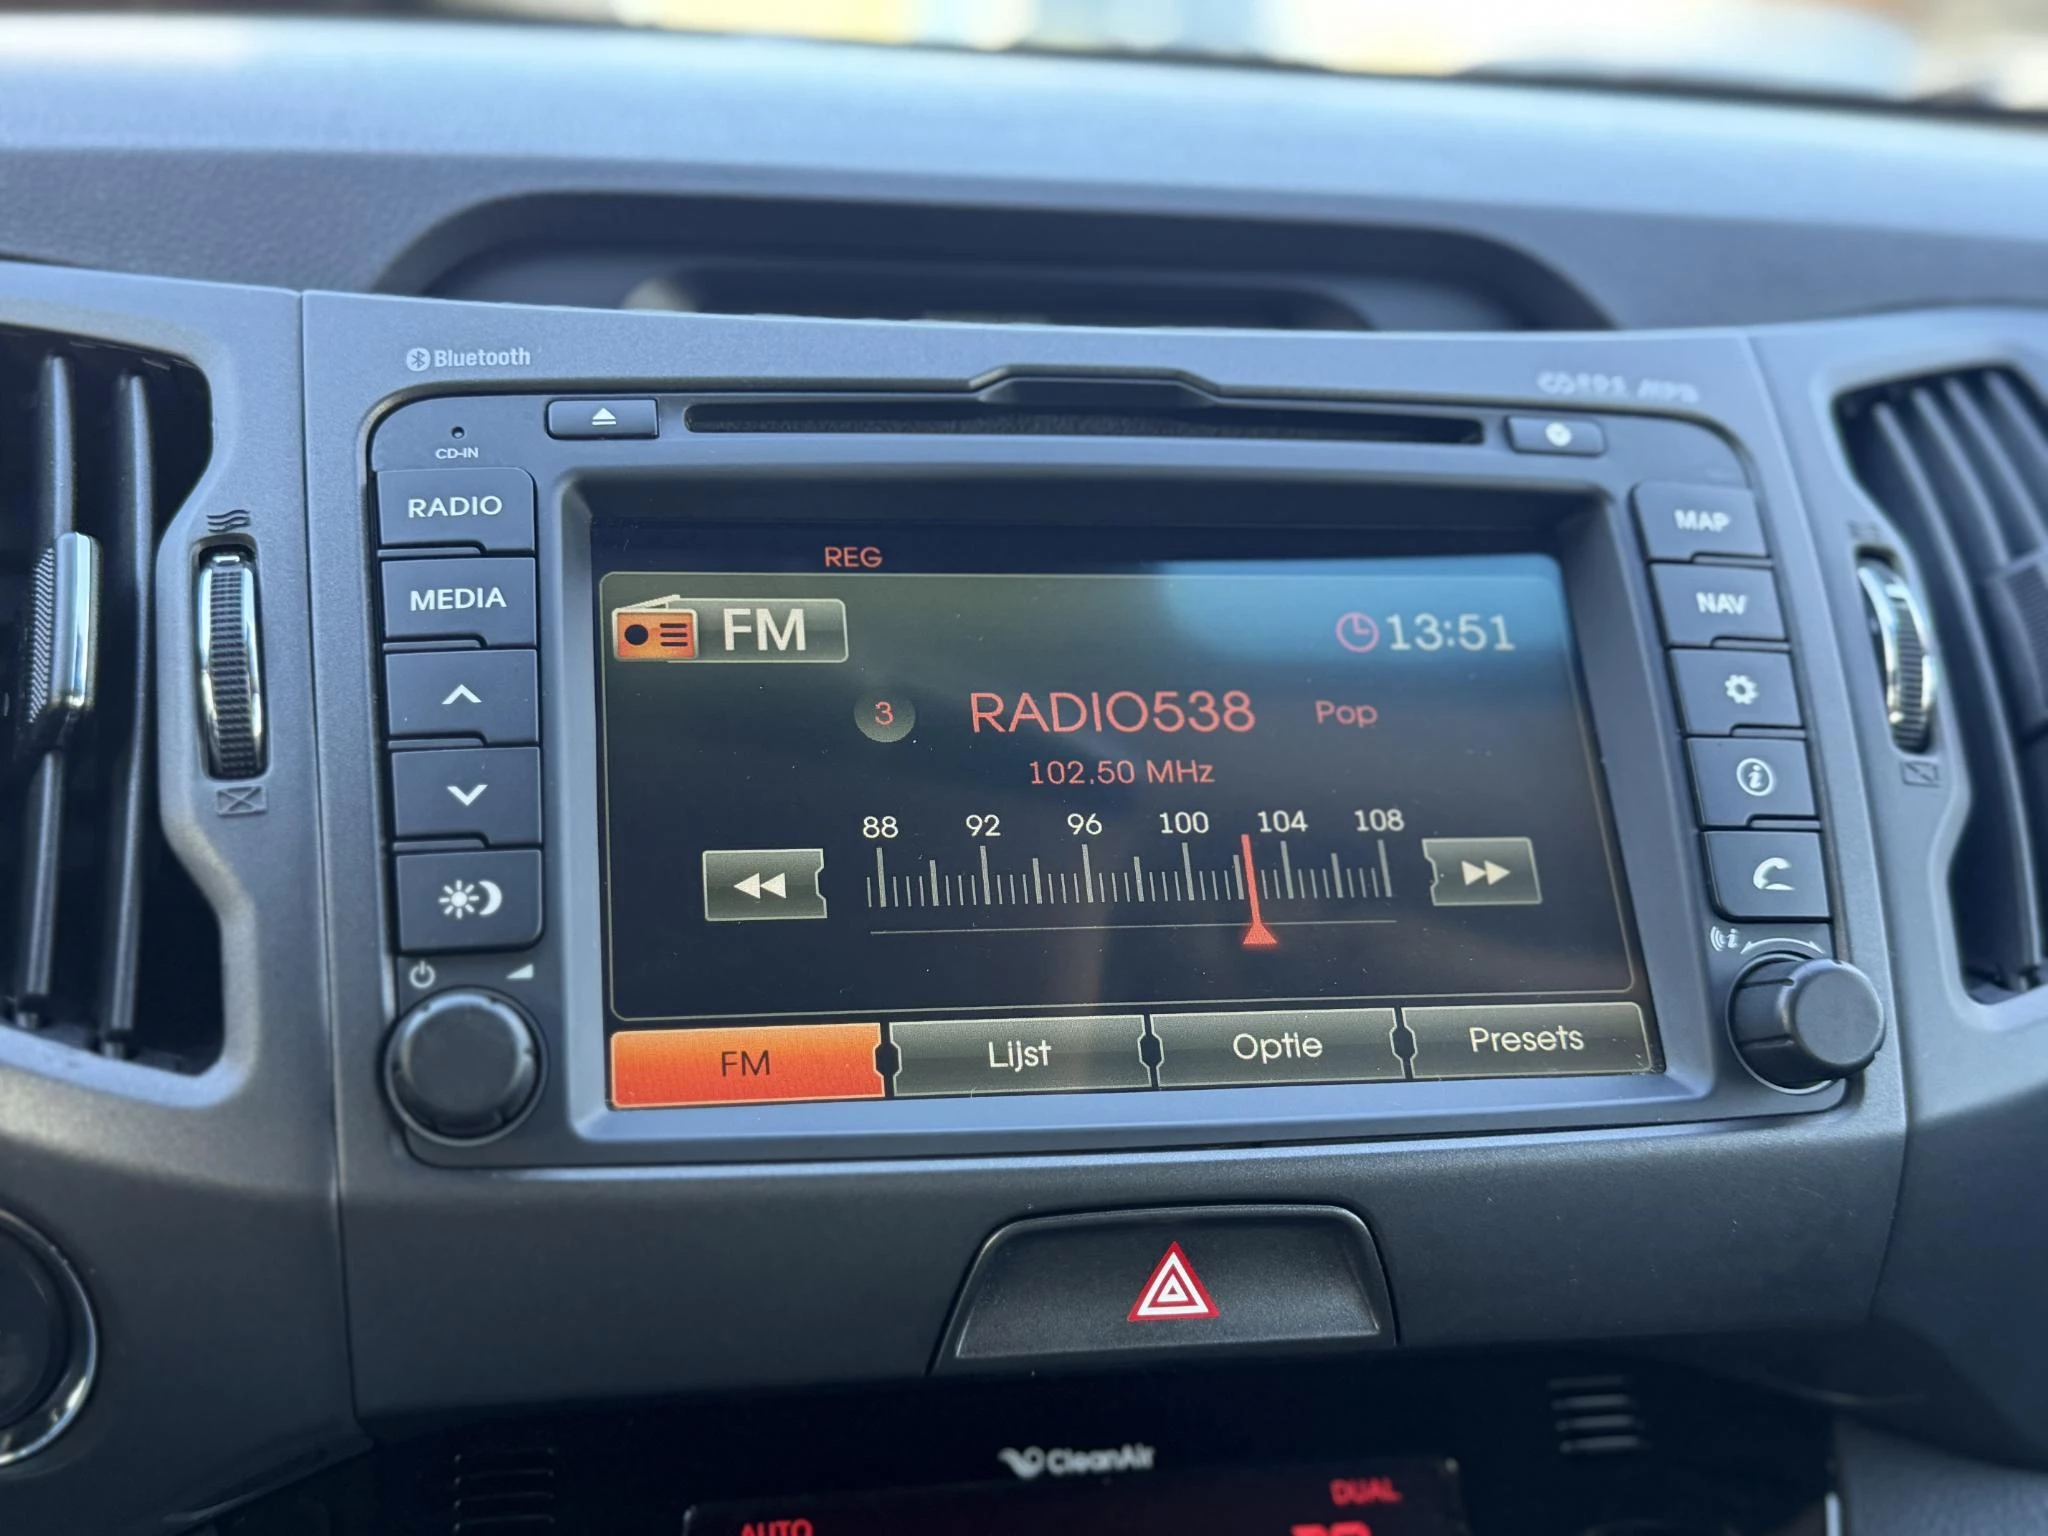 Bluetooth
CD-IN
RADIO
MAP
MEDIA
NAV
REG
FM
13:51
3 RADIO538 Pop
102.50 MHz
88 92 96 100 104 108
FM Lijst Optie Presets
CleanAir
DUAL
AUTO